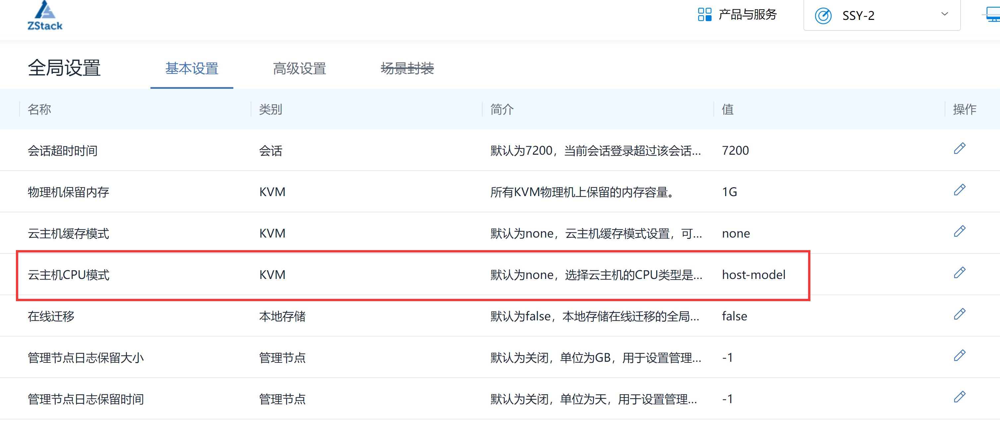 ZStack
产品与服务
SSY-2
全局设置
基本设置
高级设置
场景封装
名称 类别 简介 值 操作
会话超时时间 会话 默认为7200，当前会话登录超过该会话... 7200
物理机保留内存 KVM 所有KVM物理机上保留的内存容量。 1G
云主机缓存模式 KVM 默认为none，云主机缓存模式设置，可... none
云主机CPU模式 KVM 默认为none，选择云主机的CPU类型是... host-model
在线迁移 本地存储 默认为false，本地存储在线迁移的全局... false
管理节点日志保留大小 管理节点 默认为关闭，单位为GB，用于设置管理... -1
管理节点日志保留时间 管理节点 默认为关闭，单位为天，用于设置管理... -1